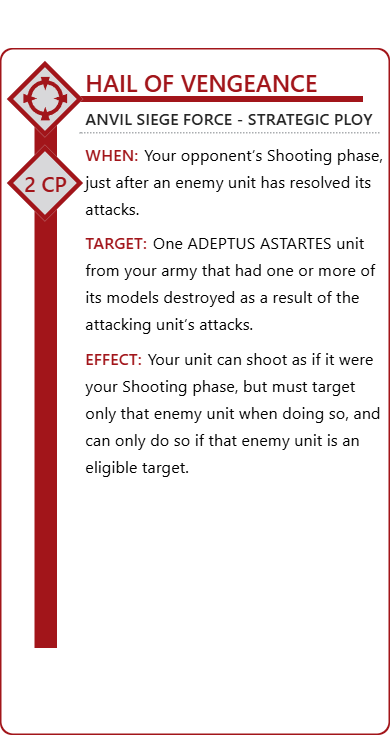 HAIL OF VENGEANCE
ANVIL SIEGE FORCE - STRATEGIC PLOY
2 CP
WHEN: Your opponent's Shooting phase,
just after an enemy unit has resolved its
attacks.
TARGET: One ADEPTUS ASTARTES unit
from your army that had one or more of
its models destroyed as a result of the
attacking unit's attacks.
EFFECT: Your unit can shoot as if it were
your Shooting phase, but must target
only that enemy unit when doing so, and
can only do so if that enemy unit is an
eligible target.